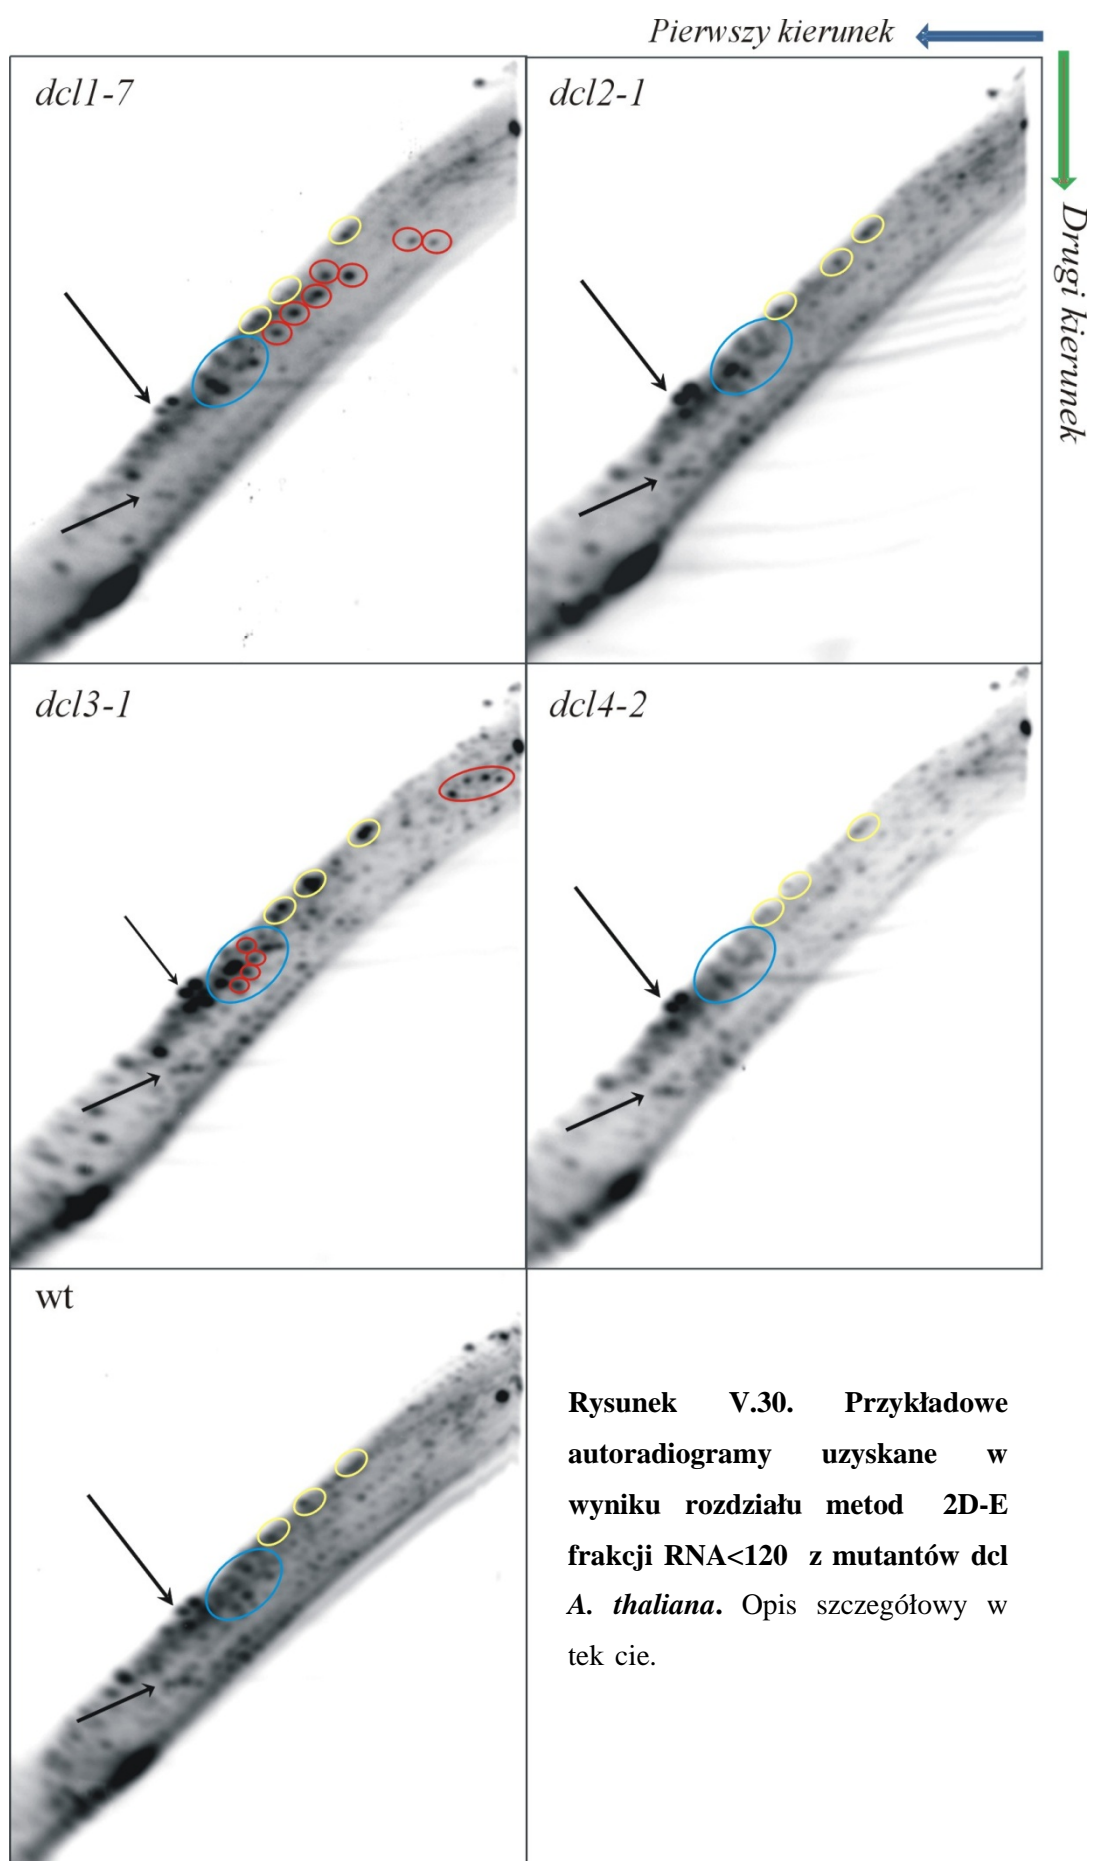 Pierwszy kierunek
Drugi kierunek
dcl1-7
dcl2-1
dcl3-1
dcl4-2
wt
Rysunek V.30. Przykładowe
autoradiogramy uzyskane w
wyniku rozdziału metod 2D-E
frakcji RNA<120 z mutantów dcl
A. thaliana. Opis szczegółowy w
tek cie.